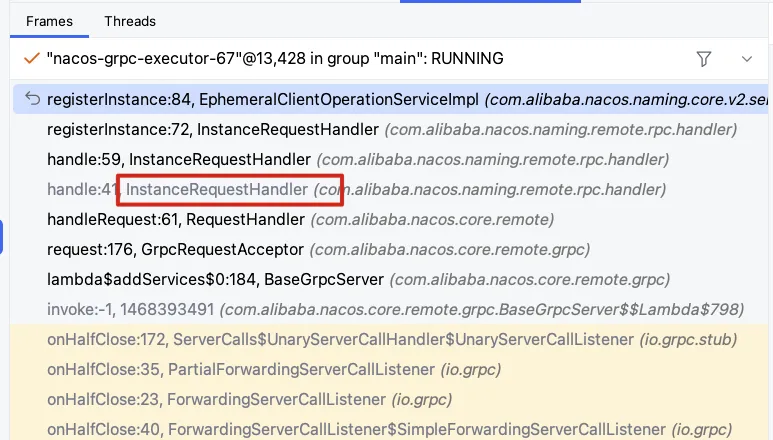 Frames Threads
"nacos-grpc-executor-67"@13,428 in group "main": RUNNING
registerInstance:84, EphemeralClientOperationServiceImpl (com.alibaba.nacos.naming.core.v2.se
registerInstance:72, InstanceRequestHandler (com.alibaba.nacos.naming.remote.rpc.handler)
handle:59, InstanceRequestHandler (com.alibaba.nacos.naming.remote.rpc.handler)
handle:41, InstanceRequestHandler (com.alibaba.nacos.naming.remote.rpc.handler)
handleRequest:61, RequestHandler (com.alibaba.nacos.core.remote)
request:176, GrpcRequestAcceptor (com.alibaba.nacos.core.remote.grpc)
lambda$addServices$0:184, BaseGrpcServer (com.alibaba.nacos.core.remote.grpc)
invoke:-1, 1468393491 (com.alibaba.nacos.core.remote.grpc.BaseGrpcServer$$Lambda$798)
onHalfClose:172, ServerCalls$UnaryServerCallHandler$UnaryServerCallListener (io.grpc.stub)
onHalfClose:35, PartialForwardingServerCallListener (io.grpc)
onHalfClose:23, ForwardingServerCallListener (io.grpc)
onHalfClose:40, ForwardingServerCallListener$SimpleForwardingServerCallListener (io.grpc)